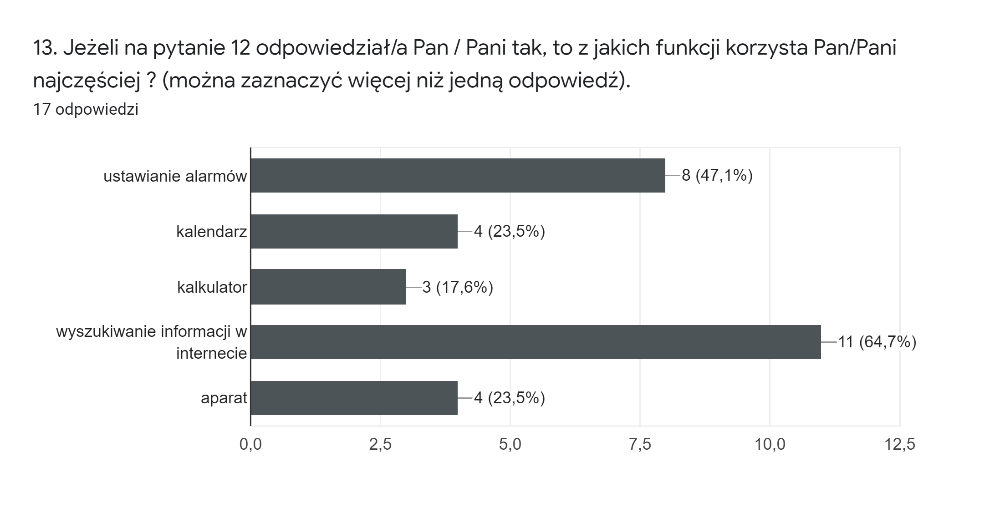 13. Jeżeli na pytanie 12 odpowiedział/a Pan / Pani tak, to z jakich funkcji korzysta Pan/Pani
najczęściej ? (można zaznaczyć więcej niż jedną odpowiedź).
17 odpowiedzi
ustawianie alarmów
8 (47,1%)
kalendarz
4 (23,5%)
kalkulator
3 (17,6%)
wyszukiwanie informacji w
internecie
11 (64,7%)
aparat
4 (23,5%)
0,0
2,5
5,0
7,5
10,0
12,5